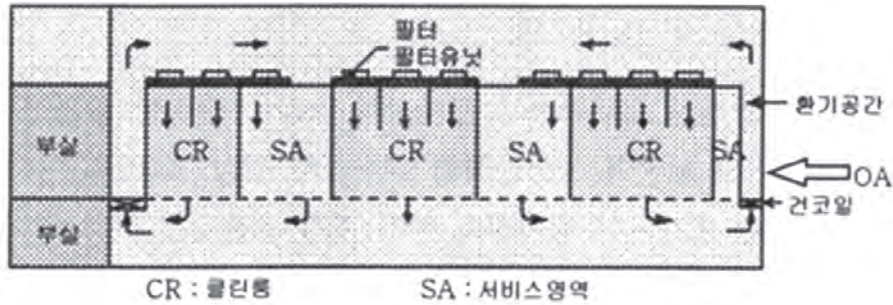 필터
필터유닛
환기공간
부실
CR
SA
CR
SA
CR
SA
OA
부실
건코일
CR : 클린룸
SA : 서비스영역